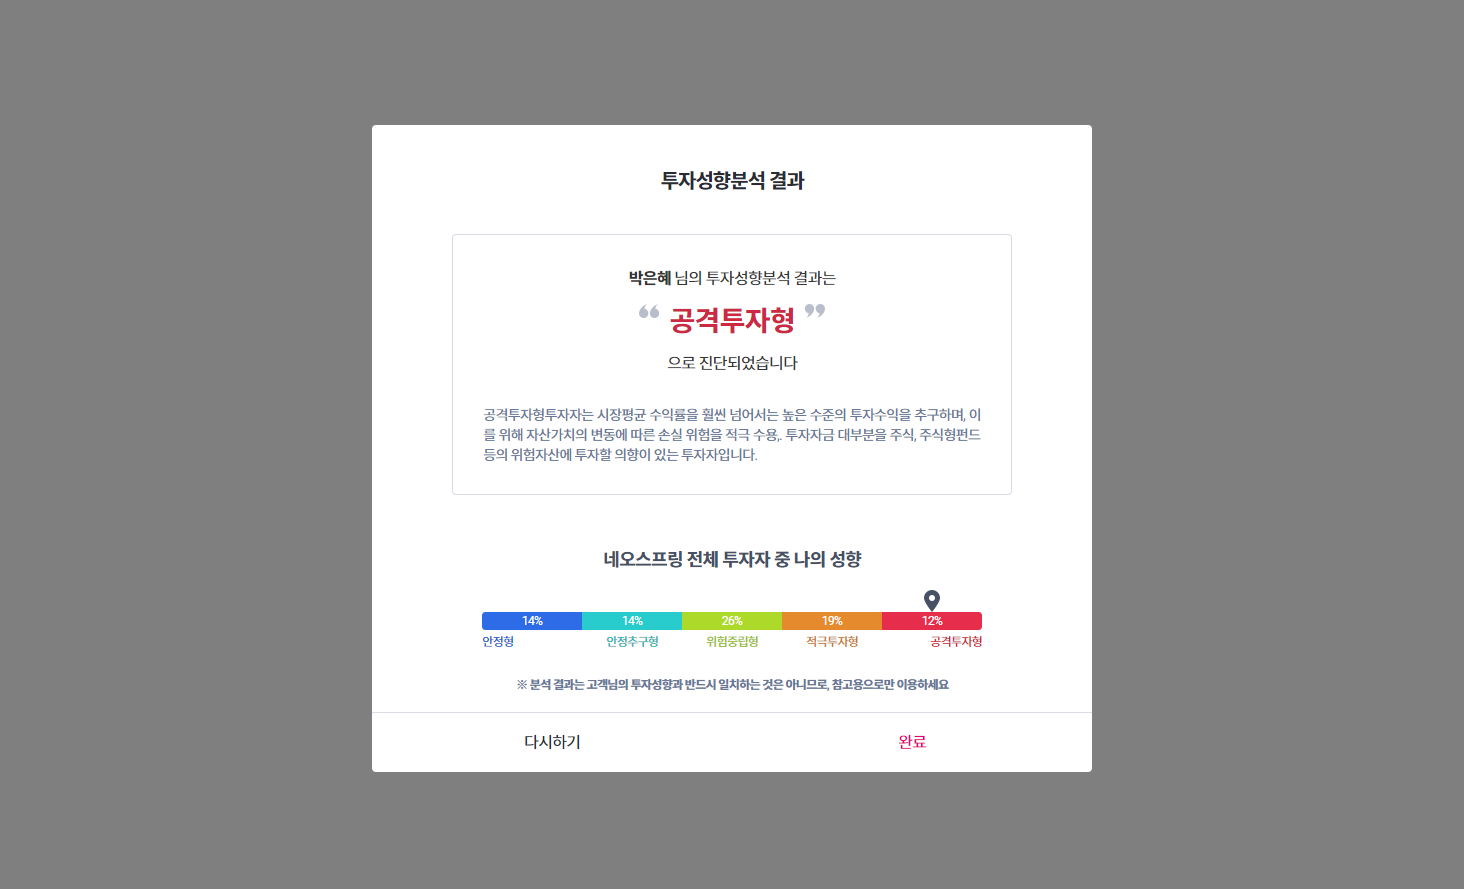 투자성향분석 결과
박은혜 님의 투자성향분석 결과는
“ 공격투자형 ”
으로 진단되었습니다
공격투자형투자자는 시장평균 수익률을 훨씬 넘어서는 높은 수준의 투자수익을 추구하며, 이
를 위해 자산가치의 변동에 따른 손실 위험을 적극 수용,. 투자자금 대부분을 주식, 주식형펀드
등의 위험자산에 투자할 의향이 있는 투자자입니다.
네오스프링 전체 투자자 중 나의 성향
14% 14% 26% 19% 12%
안정형 안정추구형 위험중립형 적극투자형 공격투자형
※ 분석 결과는 고객님의 투자성향과 반드시 일치하는 것은 아니므로, 참고용으로만 이용하세요
다시하기 완료